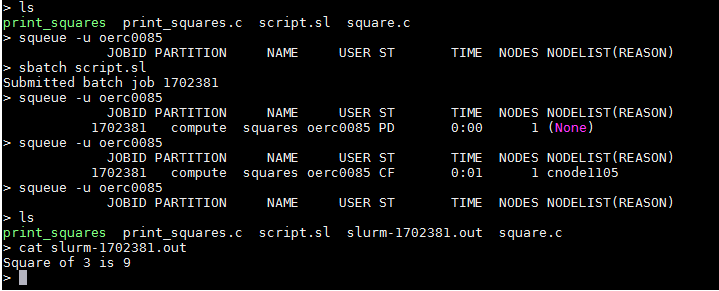 > ls
print_squares  print_squares.c  script.sl  square.c
> squeue -u oerc0085
             JOBID PARTITION     NAME     USER ST       TIME  NODES NODELIST(REASON)
> sbatch script.sl
Submitted batch job 1702381
> squeue -u oerc0085
             JOBID PARTITION     NAME     USER ST       TIME  NODES NODELIST(REASON)
           1702381   compute  squares oerc0085 PD       0:00      1 (None)
> squeue -u oerc0085
             JOBID PARTITION     NAME     USER ST       TIME  NODES NODELIST(REASON)
           1702381   compute  squares oerc0085 CF       0:01      1 cnode1105
> squeue -u oerc0085
             JOBID PARTITION     NAME     USER ST       TIME  NODES NODELIST(REASON)
> ls
print_squares  print_squares.c  script.sl  slurm-1702381.out  square.c
> cat slurm-1702381.out
Square of 3 is 9
>